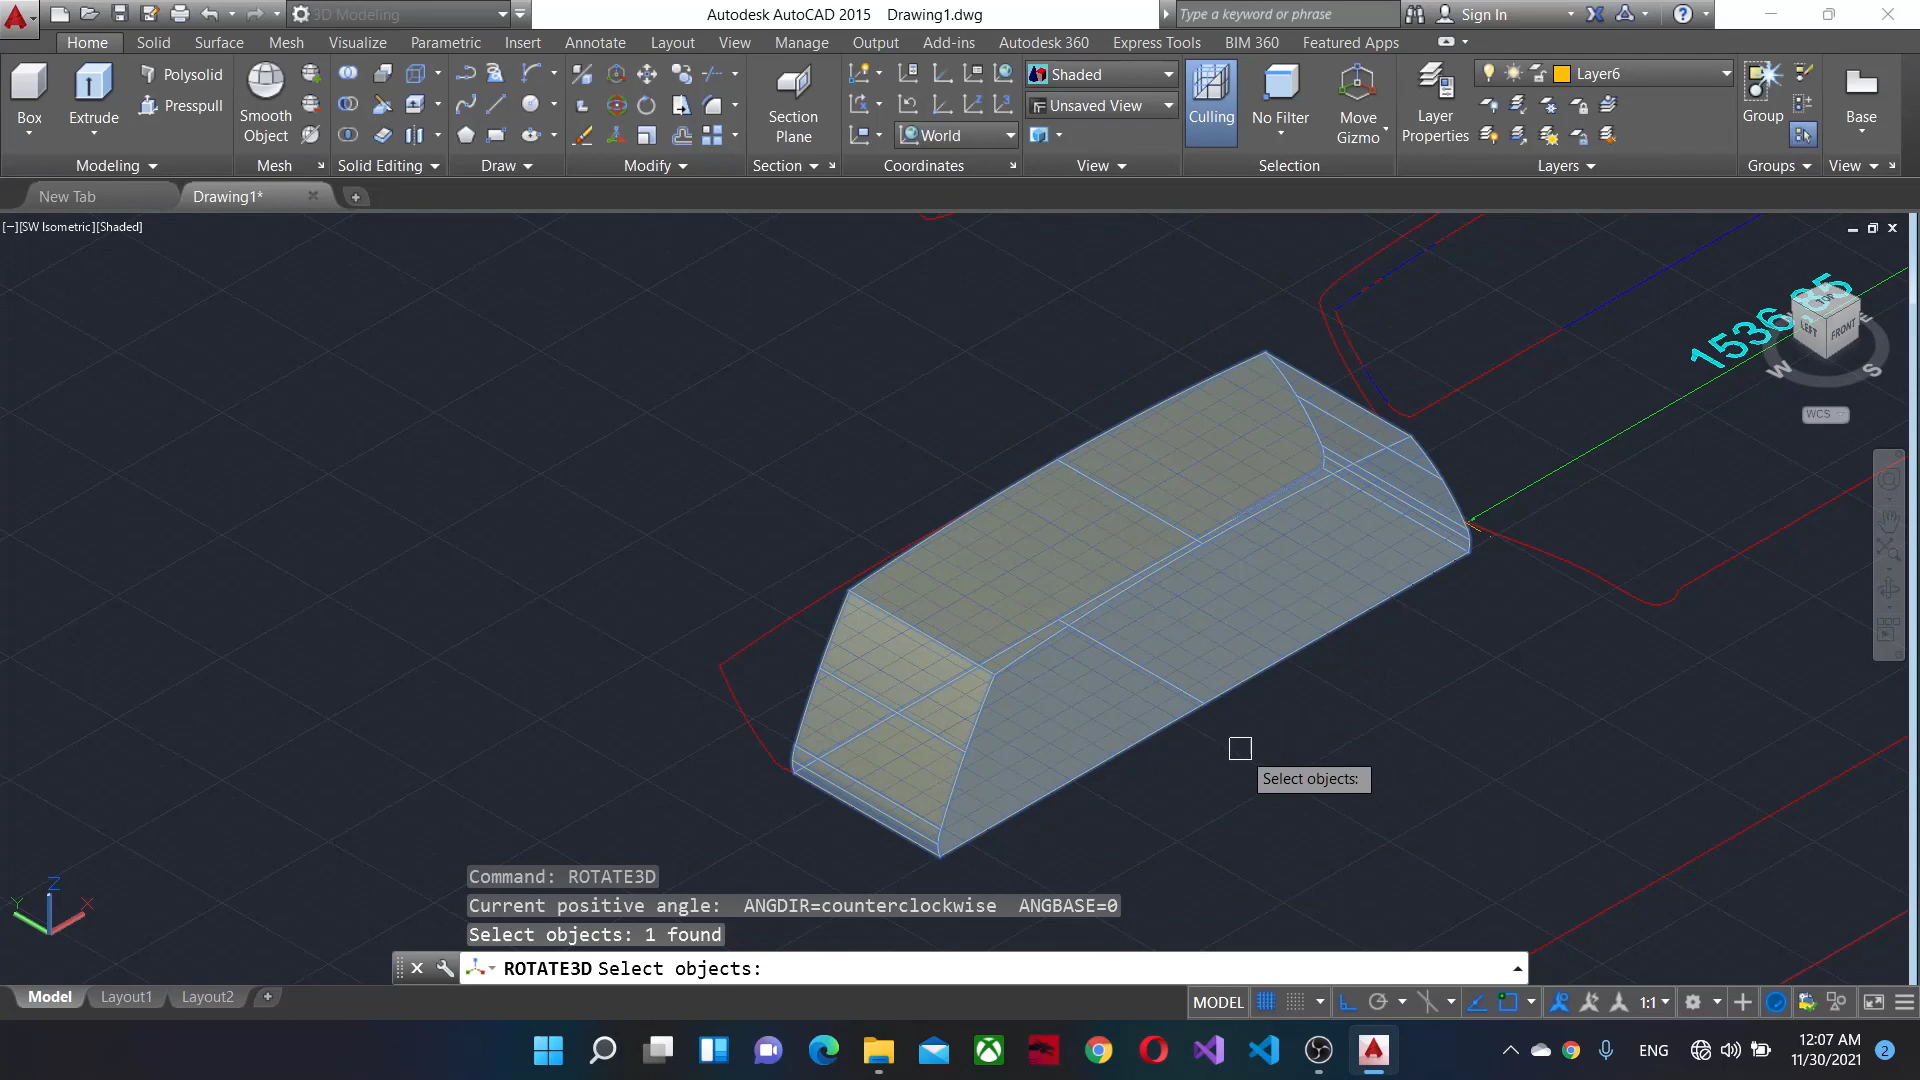 3D Modeling
Autodesk AutoCAD 2015 Drawing1.dwg
Type a keyword or phrase
Sign In
Home Solid Surface Mesh Visualize Parametric Insert Annotate Layout View Manage Output Add-ins Autodesk 360 Express Tools BIM 360 Featured Apps
Box
Extrude
Polysolid
Presspull
Modeling
Smooth
Object
Mesh
Solid Editing
Draw
Modify
Section
Plane
Section
World
Coordinates
Shaded
Unsaved View
View
Culling
No Filter
Move
Gizmo
Selection
Layer
Properties
Layer6
Layers
Group
Groups
Base
View
New Tab
Drawing1*
[−][SW Isometric][Shaded]
TOP
LEFT
FRONT
W
S
E
WCS
Select objects:
Z
Y
X
Command: ROTATE3D
Current positive angle: ANGDIR=counterclockwise ANGBASE=0
Select objects: 1 found
ROTATE3D Select objects:
Model Layout1 Layout2
MODEL
1:1
ENG
12:07 AM
11/30/2021
2